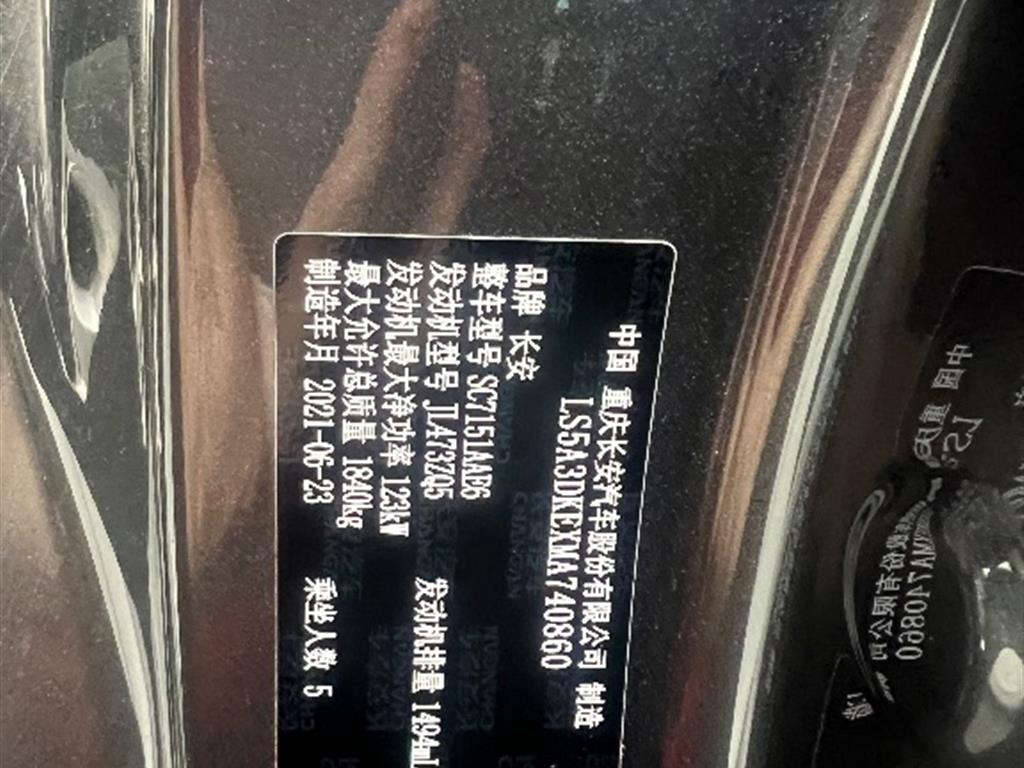 中国 重庆长安汽车股份有限公司 制造
LS5A3DKEXMA740860
品牌 长安
整车型号 SC7151AAB6
发动机型号 JLA473ZQ5 发动机排量 1494ml
发动机最大净功率 123kW
最大允许总质量 1840kg
制造年月 2021-06-23 乘坐人数 5